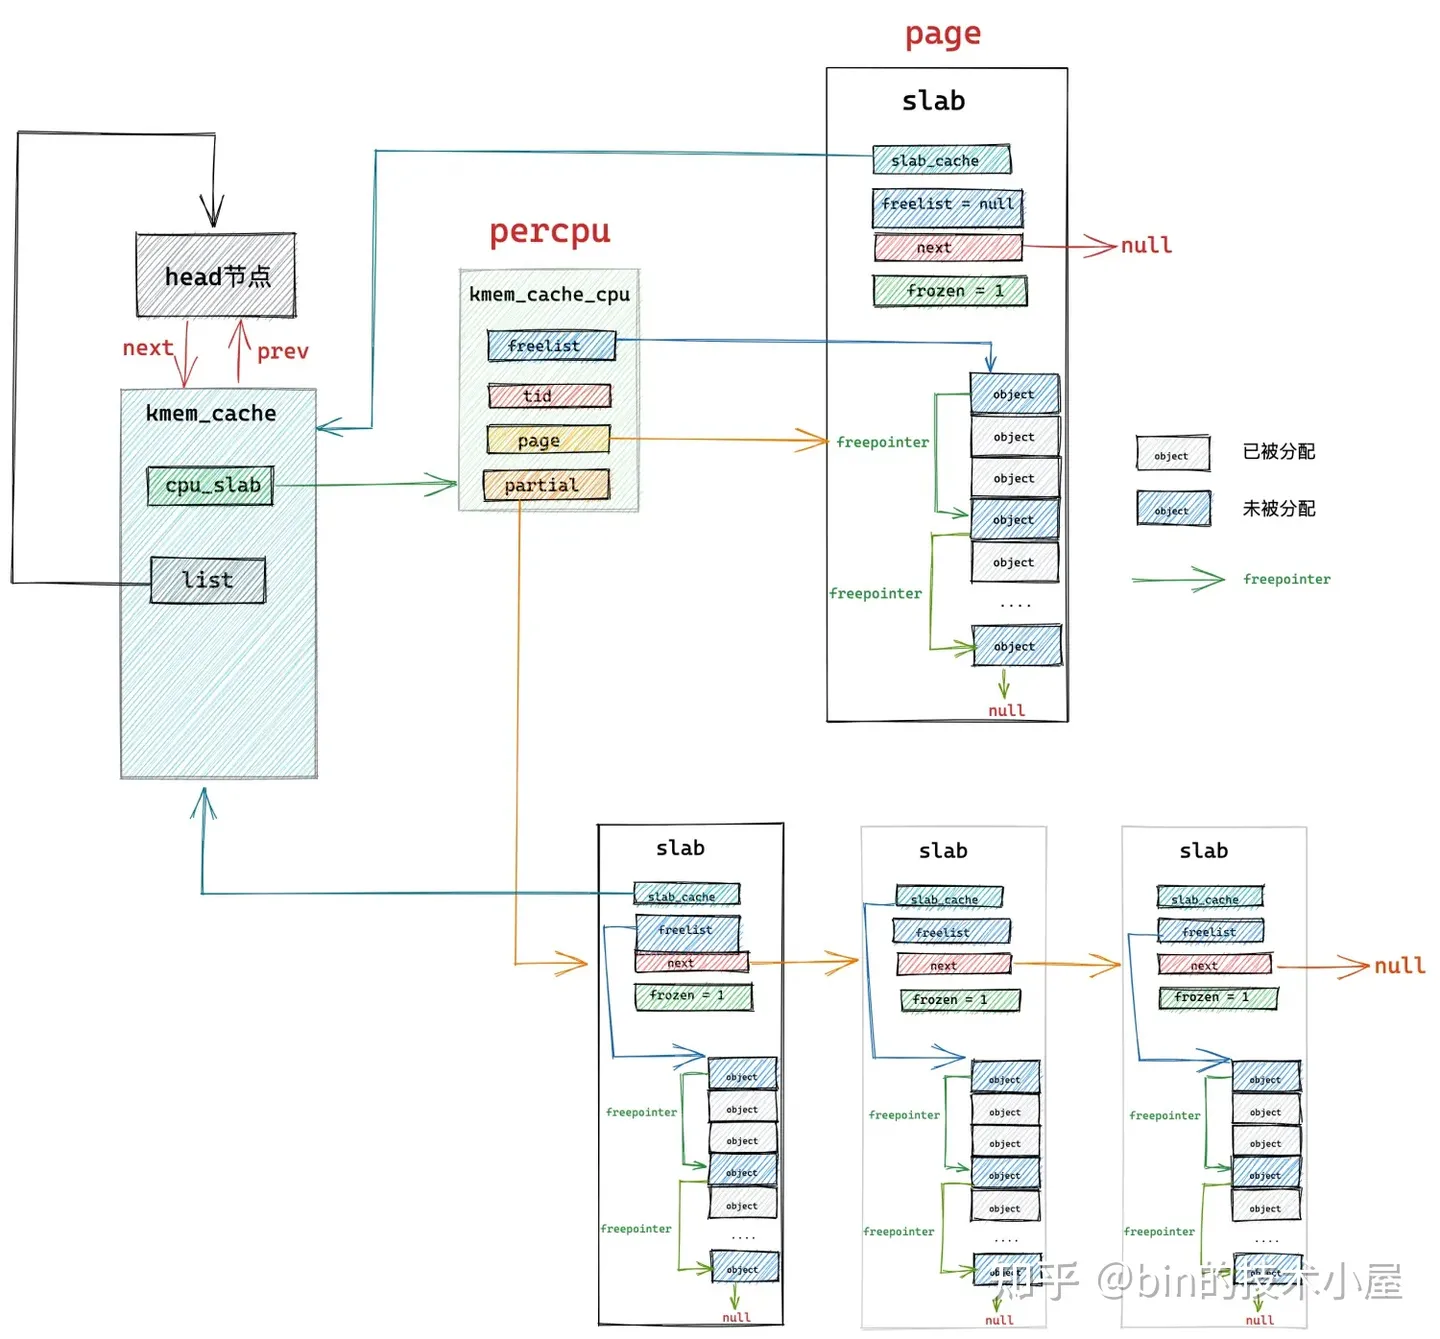 page
slab
slab_cache
freelist = null
next
null
frozen = 1
head节点
next
prev
percpu
kmem_cache_cpu
freelist
tid
page
partial
kmem_cache
cpu_slab
list
object
object
object
object
object
....
object
null
freepointer
freepointer
object
已被分配
object
未被分配
freepointer
slab
slab_cache
freelist
next
frozen = 1
object
object
object
object
object
....
object
null
freepointer
freepointer
slab
slab_cache
freelist
next
frozen = 1
object
object
object
object
object
....
object
null
freepointer
freepointer
slab
slab_cache
freelist
next
null
frozen = 1
object
object
object
object
object
....
object
null
freepointer
freepointer
知乎 @bin的技术小屋